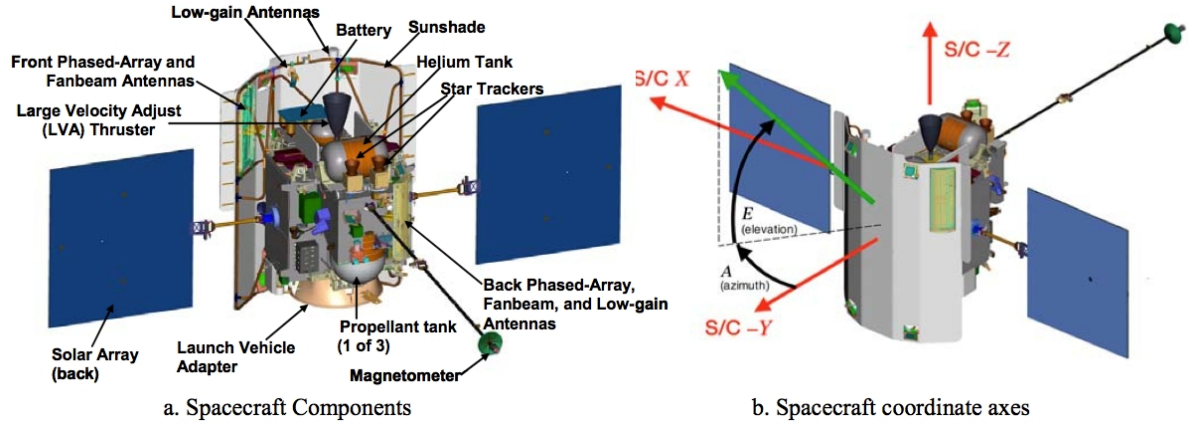 Low-gain Antennas
Battery
Sunshade
Front Phased-Array and
Fanbeam Antennas
Helium Tank
Star Trackers
Large Velocity Adjust
(LVA) Thruster
Back Phased-Array,
Fanbeam, and Low-gain
Antennas
Propellant tank
(1 of 3)
Launch Vehicle
Adapter
Solar Array
(back)
Magnetometer
a. Spacecraft Components
S/C –Z
S/C X
E
(elevation)
A
(azimuth)
S/C –Y
b. Spacecraft coordinate axes